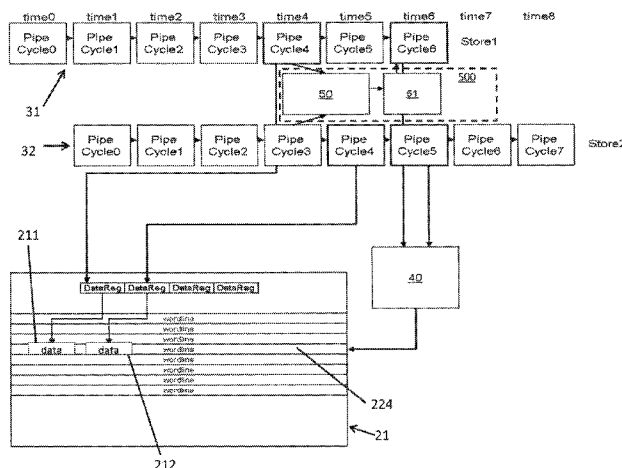 time0 time1 time2 time3 time4 time5 time6 time7 time8
Pipe Cycle0 Pipe Cycle1 Pipe Cycle2 Pipe Cycle3 Pipe Cycle4 Pipe Cycle5 Pipe Cycle6 Store1
500
50 51
31
32
Pipe Cycle0 Pipe Cycle1 Pipe Cycle2 Pipe Cycle3 Pipe Cycle4 Pipe Cycle5 Pipe Cycle6 Pipe Cycle7 Store2
211
40
DataReg DataReg DataReg DataReg
wordline
wordline
wordline
data data wordline
wordline
wordline
wordline
wordline
224
21
212